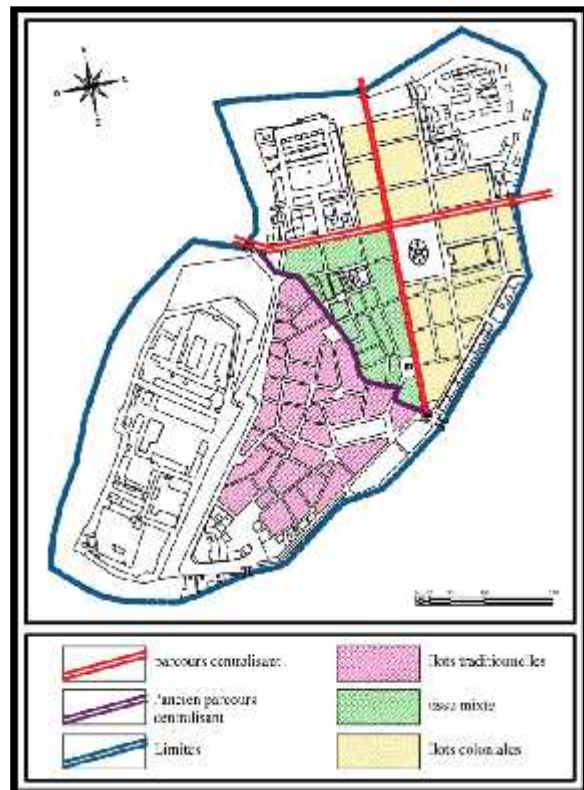 parcours centralisant
l'ancien parcours
centralisant
Limites
Ilots traditionnelles
tissu mixte
Ilots coloniales